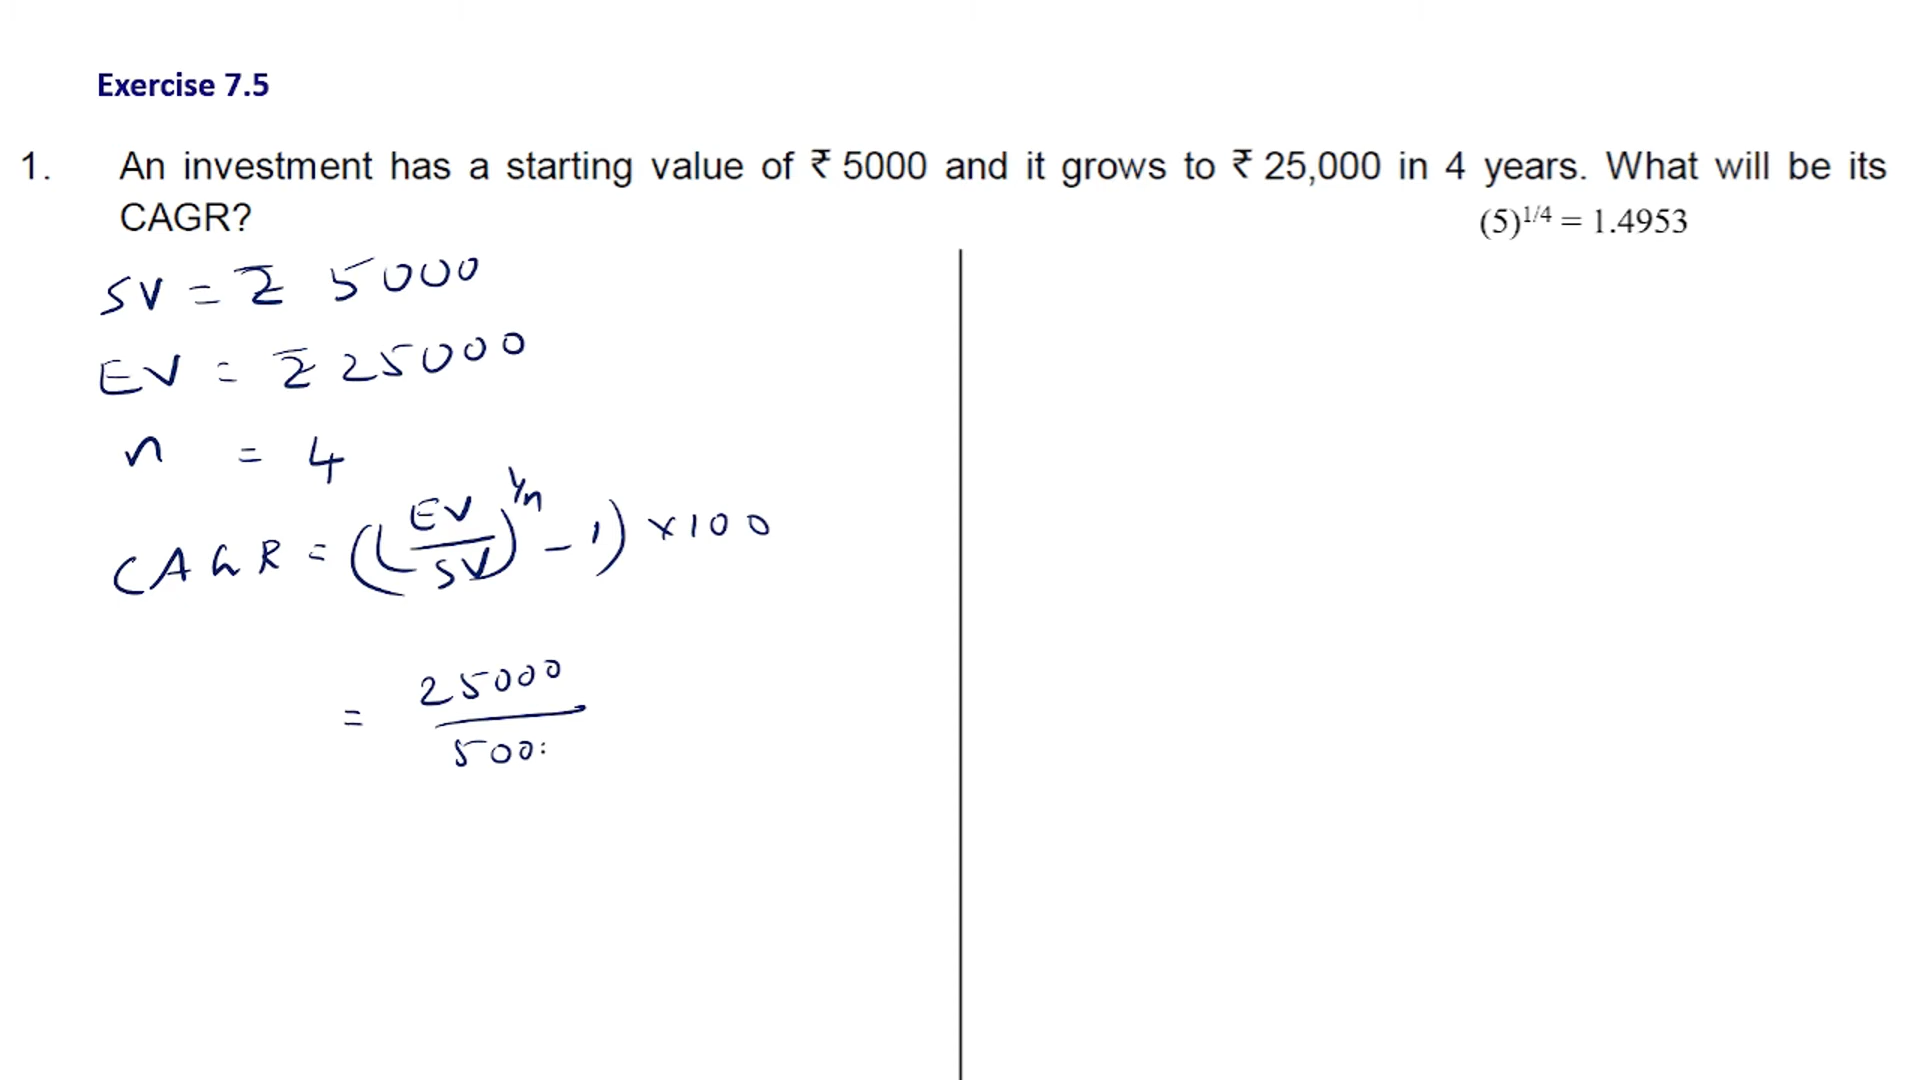 Exercise 7.5
1. An investment has a starting value of ₹ 5000 and it grows to ₹ 25,000 in 4 years. What will be its
CAGR? (5)^1/4 = 1.4953
SV = ₹ 5000
EV = ₹ 25000
n = 4
CAGR = ((EV/SV)^1/n - 1) × 100
= 25000
500